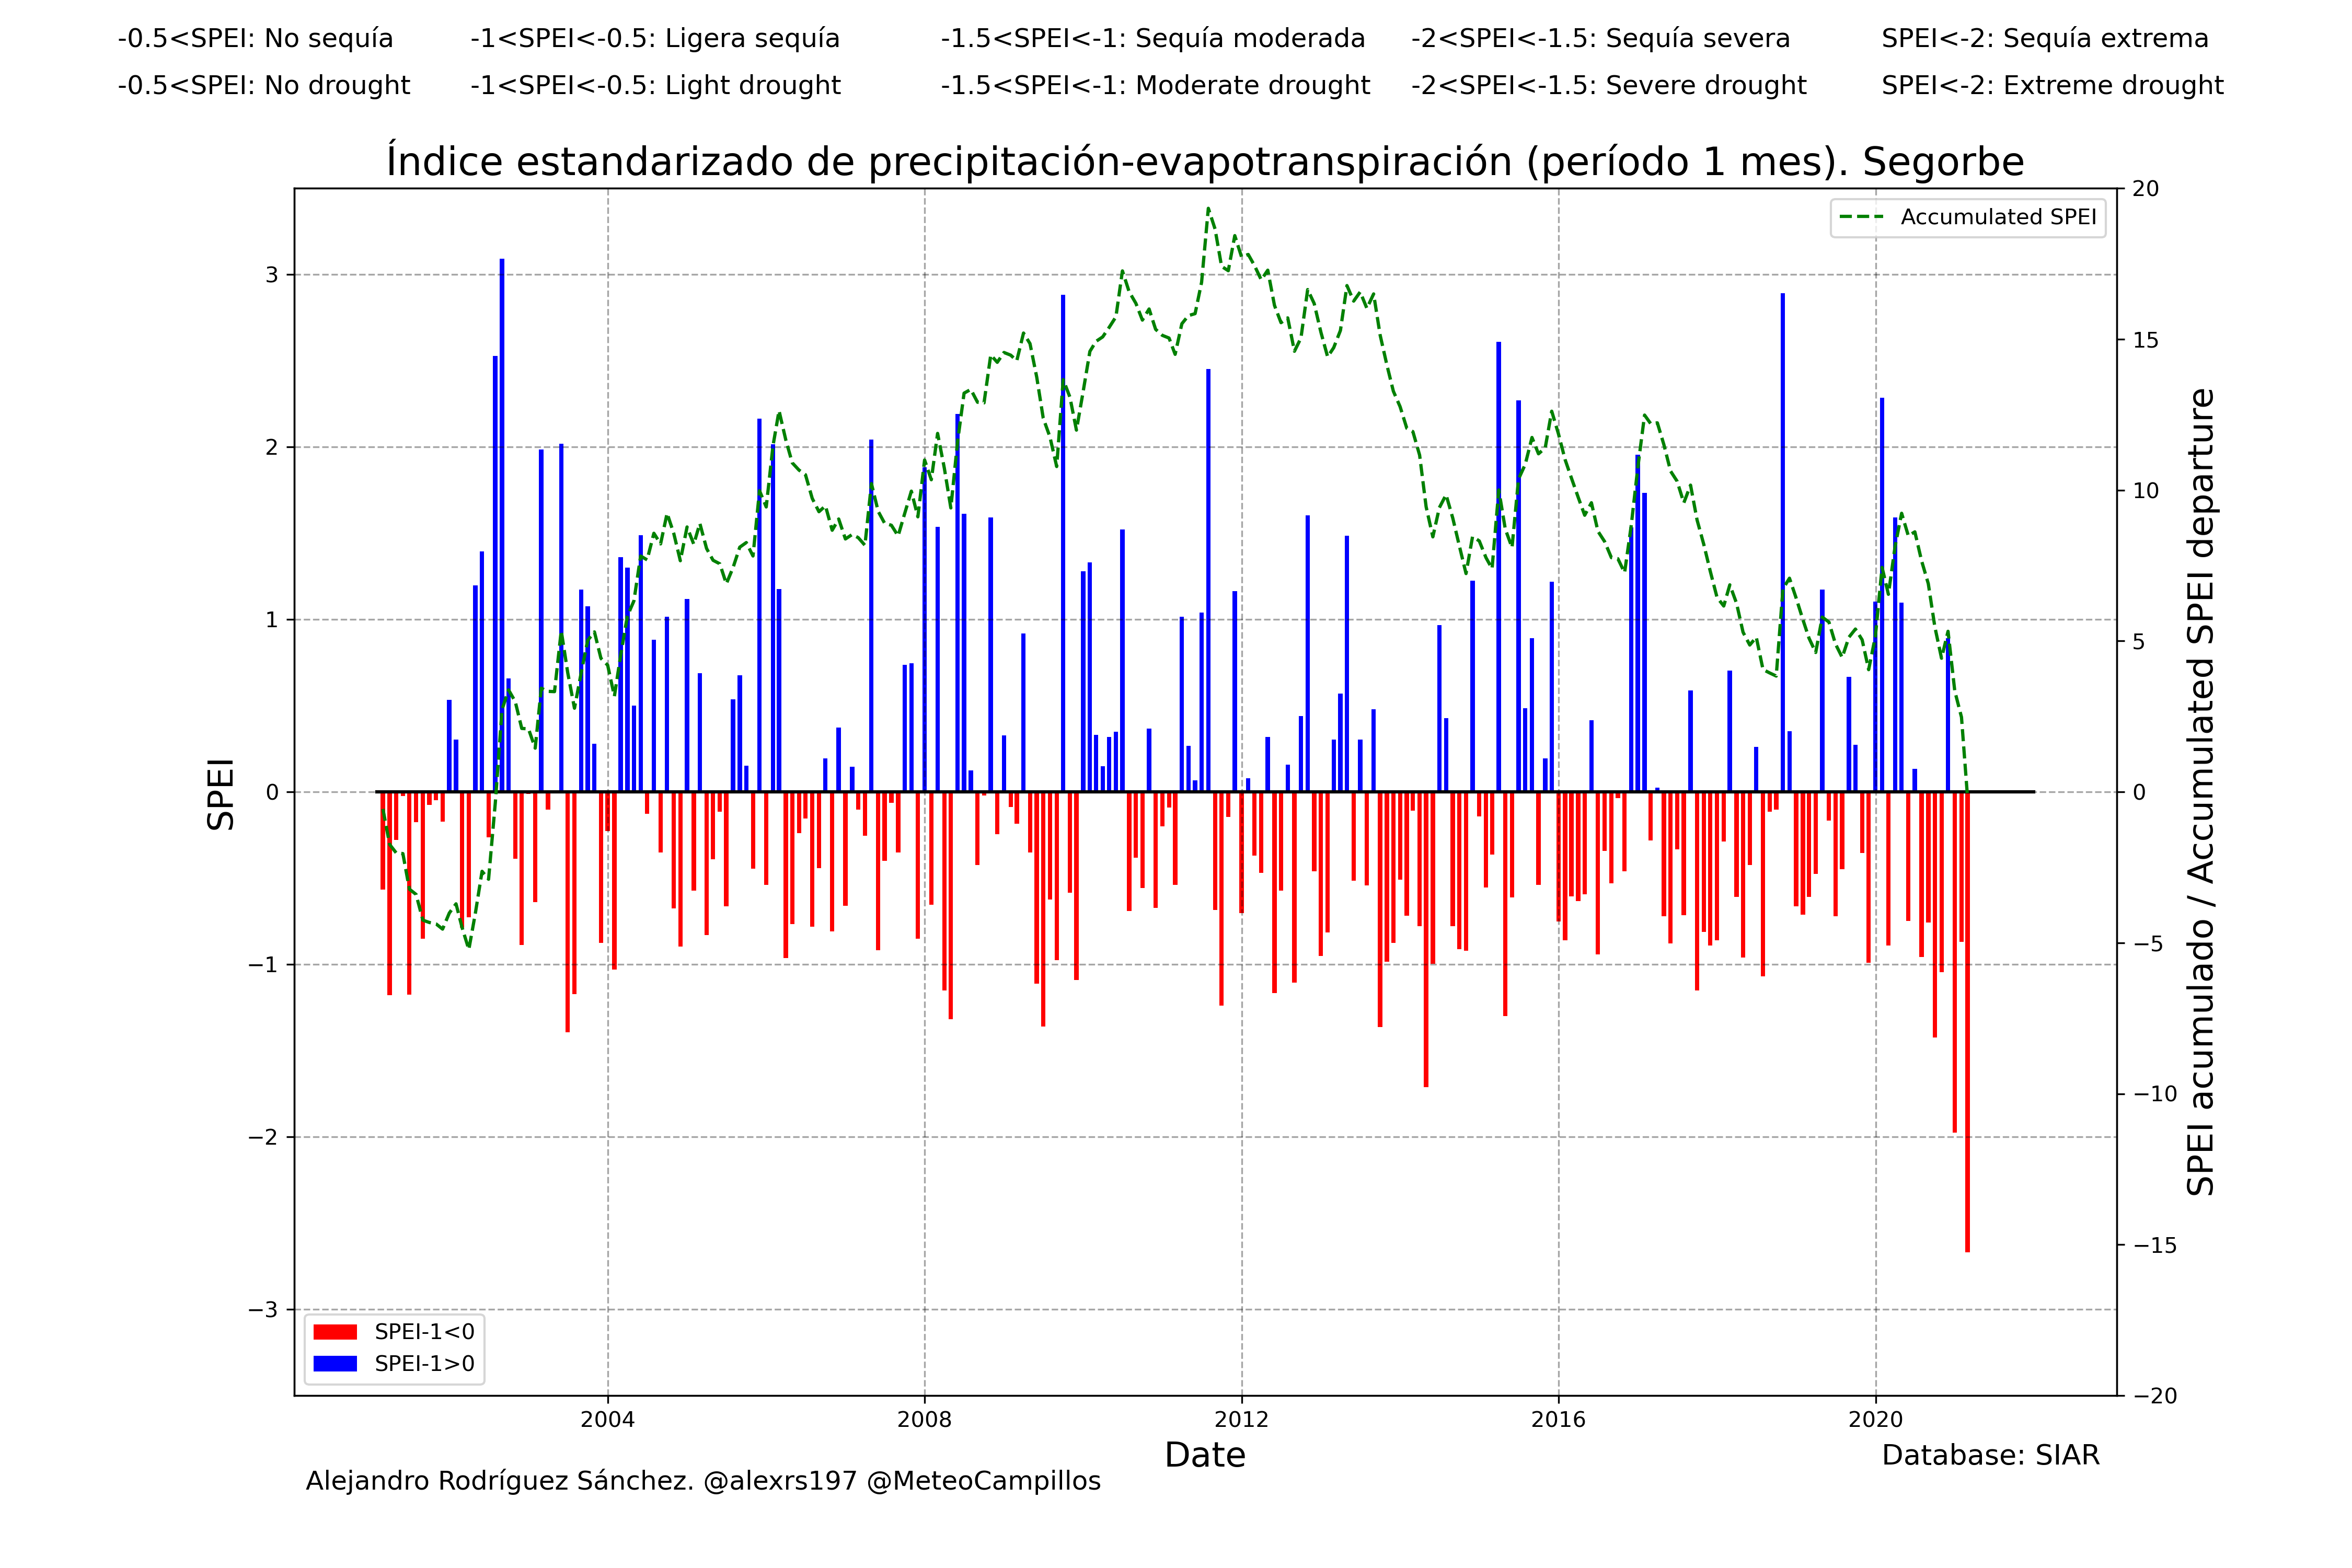 -0.5<SPEI: No sequía -1<SPEI<-0.5: Ligera sequía -1.5<SPEI<-1: Sequía moderada -2<SPEI<-1.5: Sequía severa SPEI<-2: Sequía extrema
-0.5<SPEI: No drought -1<SPEI<-0.5: Light drought -1.5<SPEI<-1: Moderate drought -2<SPEI<-1.5: Severe drought SPEI<-2: Extreme drought
Índice estandarizado de precipitación-evapotranspiración (período 1 mes). Segorbe
Accumulated SPEI
SPEI
3
2
1
0
−1
−2
−3
20
15
10
5
0
−5
−10
−15
−20
SPEI acumulado / Accumulated SPEI departure
SPEI-1<0
SPEI-1>0
2004 2008 2012 2016 2020
Date
Database: SIAR
Alejandro Rodríguez Sánchez. @alexrs197 @MeteoCampillos